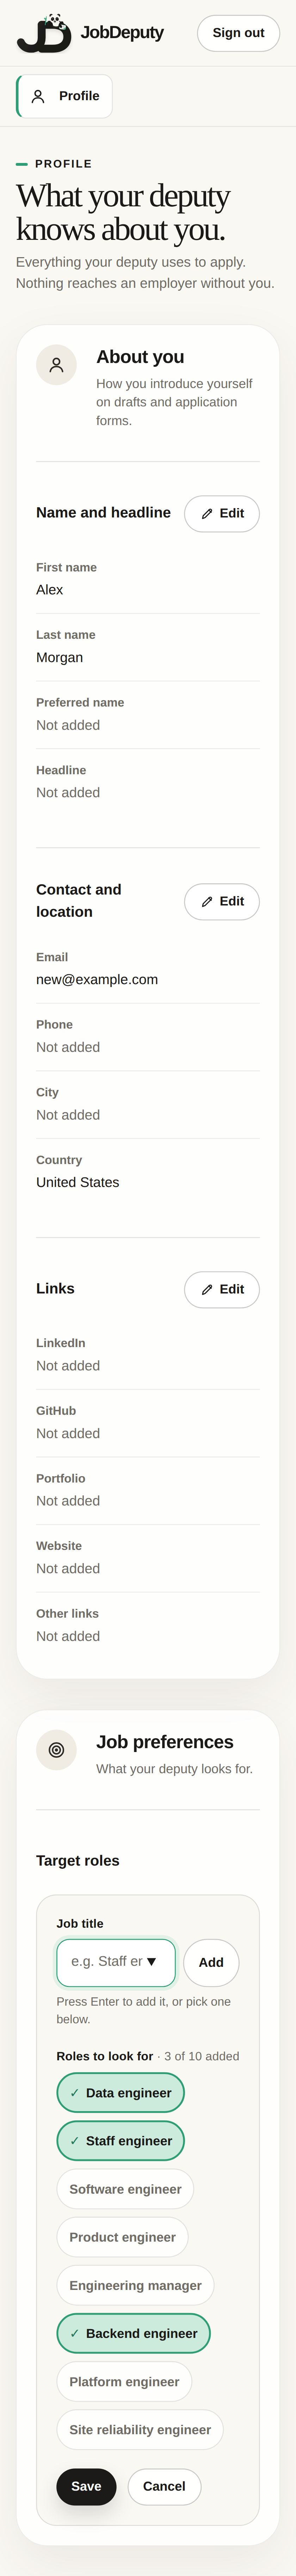 JD JobDeputy
Sign out
Profile
PROFILE
What your deputy
knows about you.
Everything your deputy uses to apply.
Nothing reaches an employer without you.
About you
How you introduce yourself
on drafts and application
forms.
Name and headline
Edit
First name
Alex
Last name
Morgan
Preferred name
Not added
Headline
Not added
Contact and
location
Edit
Email
new@example.com
Phone
Not added
City
Not added
Country
United States
Links
Edit
LinkedIn
Not added
GitHub
Not added
Portfolio
Not added
Website
Not added
Other links
Not added
Job preferences
What your deputy looks for.
Target roles
Job title
e.g. Staff er
Add
Press Enter to add it, or pick one
below.
Roles to look for · 3 of 10 added
✓ Data engineer
✓ Staff engineer
Software engineer
Product engineer
Engineering manager
✓ Backend engineer
Platform engineer
Site reliability engineer
Save
Cancel